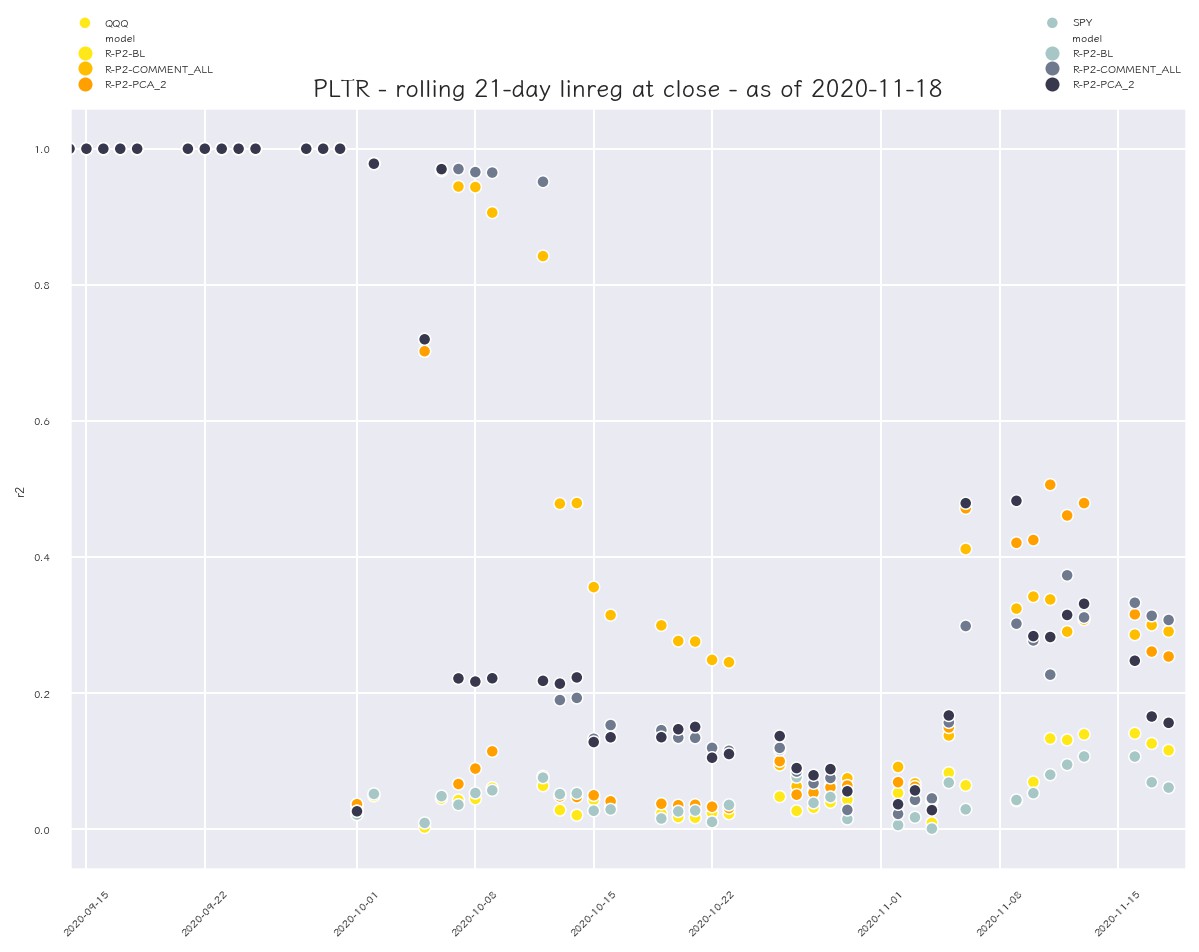 QQQ
model
R-P2-BL
R-P2-COMMENT_ALL
R-P2-PCA_2
SPY
model
R-P2-BL
R-P2-COMMENT_ALL
R-P2-PCA_2
PLTR - rolling 21-day linreg at close - as of 2020-11-18
1.0
0.8
0.6
r2
0.4
0.2
0.0
2020-09-15
2020-09-22
2020-10-01
2020-10-08
2020-10-15
2020-10-22
2020-11-01
2020-11-08
2020-11-15